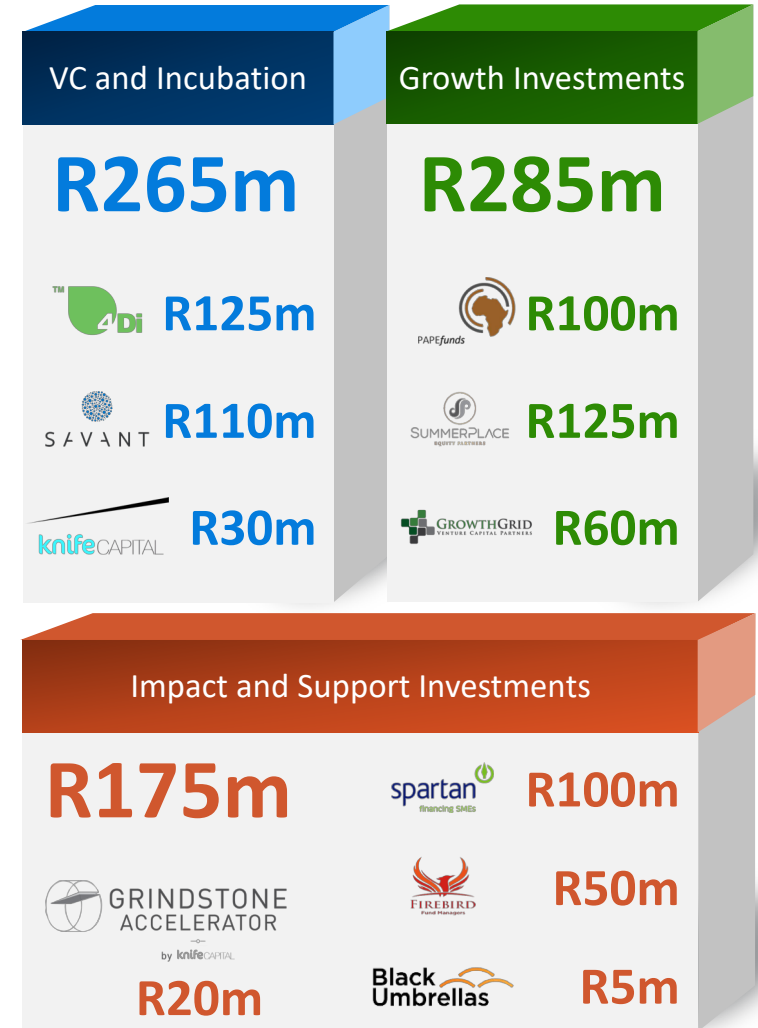 VC and Incubation
R265m
TM
4Di
R125m
SAVANT
R110m
knifeCAPITAL
R30m
Growth Investments
R285m
PAPEfunds
R100m
SUMMERPLACE
EQUITY PARTNERS
R125m
GROWTHGRID
VENTURE CAPITAL PARTNERS
R60m
Impact and Support Investments
R175m
GRINDSTONE
ACCELERATOR
by knifeCAPITAL
R20m
spartan
financing SMEs
R100m
FIREBIRD
Fund Managers
R50m
Black
Umbrellas
R5m